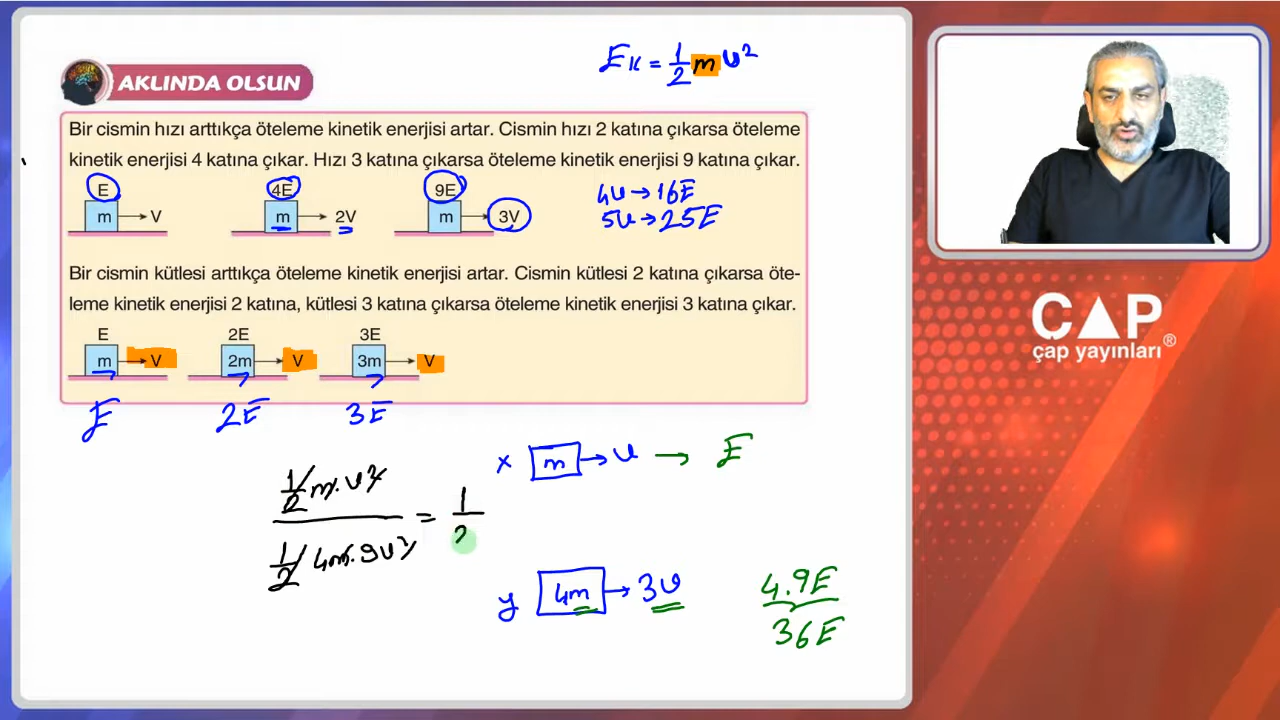 Eк = 1/2 m υ²
AKLINDA OLSUN
Bir cismin hızı arttıkça öteleme kinetik enerjisi artar. Cismin hızı 2 katına çıkarsa öteleme
kinetik enerjisi 4 katına çıkar. Hızı 3 katına çıkarsa öteleme kinetik enerjisi 9 katına çıkar.
E 4E 9E
m V m 2V m 3V
4υ → 16E
5υ → 25E
Bir cismin kütlesi arttıkça öteleme kinetik enerjisi artar. Cismin kütlesi 2 katına çıkarsa öte-
leme kinetik enerjisi 2 katına, kütlesi 3 katına çıkarsa öteleme kinetik enerjisi 3 katına çıkar.
E 2E 3E
m V 2m V 3m V
E 2E 3E
x m → υ → E
1/2 m.υ²
1/2 4m.9υ²
= 1/3
y 4m → 3υ
4.9E
36E
ÇAP
çap yayınları®